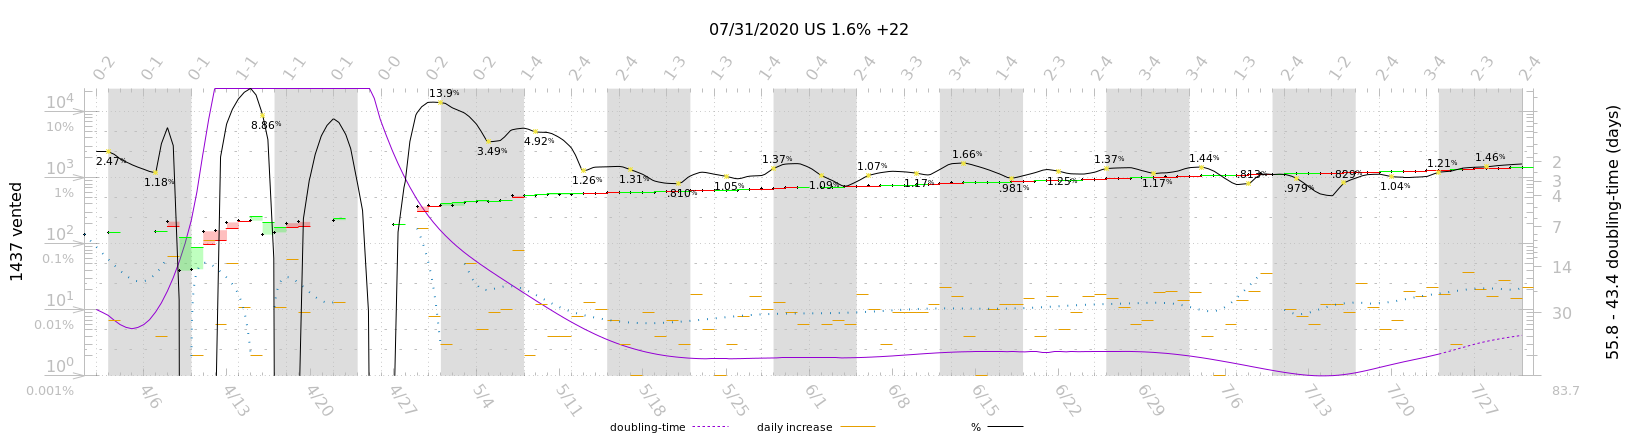 07/31/2020 US 1.6% +22
0-2 0-1 0-1 1-1 1-1 0-1 0-0 0-2 0-2 1-4 2-4 2-4 1-3 1-3 1-4 0-4 3-3 3-4 1-4 2-3 2-4 3-4 1-3 1-2 2-4 3-4 2-3 2-4
10^4
10%
10^3
1%
10^2
0.1%
10^1
0.01%
10^0
0.001%
1437 vented
2.47% 1.18% 8.86% 13.9% 3.49% 4.92% 1.26% 1.31% .810% 1.05% 1.37% 1.09% 1.07% 1.17% 1.66% .981% 1.25% 1.37% 1.17% 1.44% .813% .979% .829% 1.04% 1.21% 1.46%
2
3
4
7
14
30
83.7
55.8 - 43.4 doubling-time (days)
4/6 4/13 4/20 4/27 5/4 5/11 5/18 5/25 6/1 6/8 6/15 6/22 6/29 7/6 7/13 7/20 7/27
doubling-time daily increase %